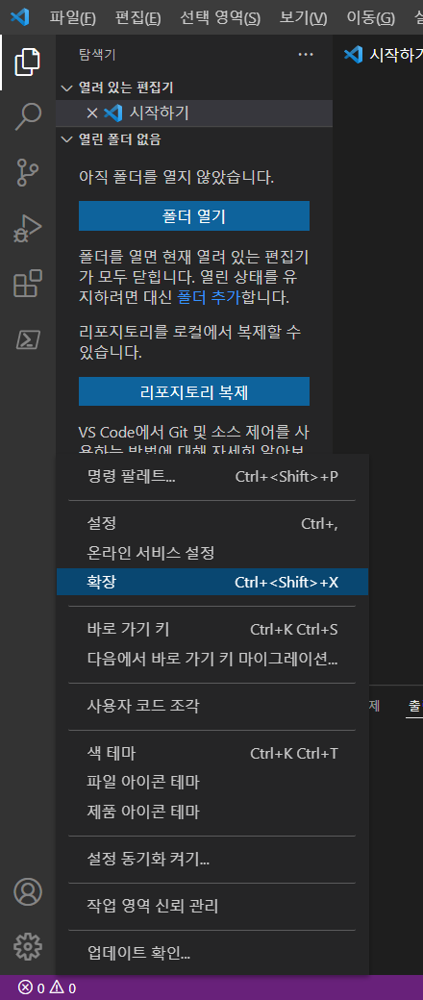 파일(F) 편집(E) 선택 영역(S) 보기(V) 이동(G)
탐색기 ...
시작하기
열려 있는 편집기
시작하기
열린 폴더 없음
아직 폴더를 열지 않았습니다.
폴더 열기
폴더를 열면 현재 열려 있는 편집기
가 모두 닫힙니다. 열린 상태를 유
지하려면 대신 폴더 추가합니다.
리포지토리를 로컬에서 복제할 수
있습니다.
리포지토리 복제
VS Code에서 Git 및 소스 제어를 사
용하는 방법에 대해 자세히 알아보
명령 팔레트... Ctrl+<Shift>+P
설정 Ctrl+,
온라인 서비스 설정
확장 Ctrl+<Shift>+X
바로 가기 키 Ctrl+K Ctrl+S
다음에서 바로 가기 키 마이그레이션...
사용자 코드 조각
제 출
색 테마 Ctrl+K Ctrl+T
파일 아이콘 테마
제품 아이콘 테마
설정 동기화 켜기...
작업 영역 신뢰 관리
업데이트 확인...
0 0